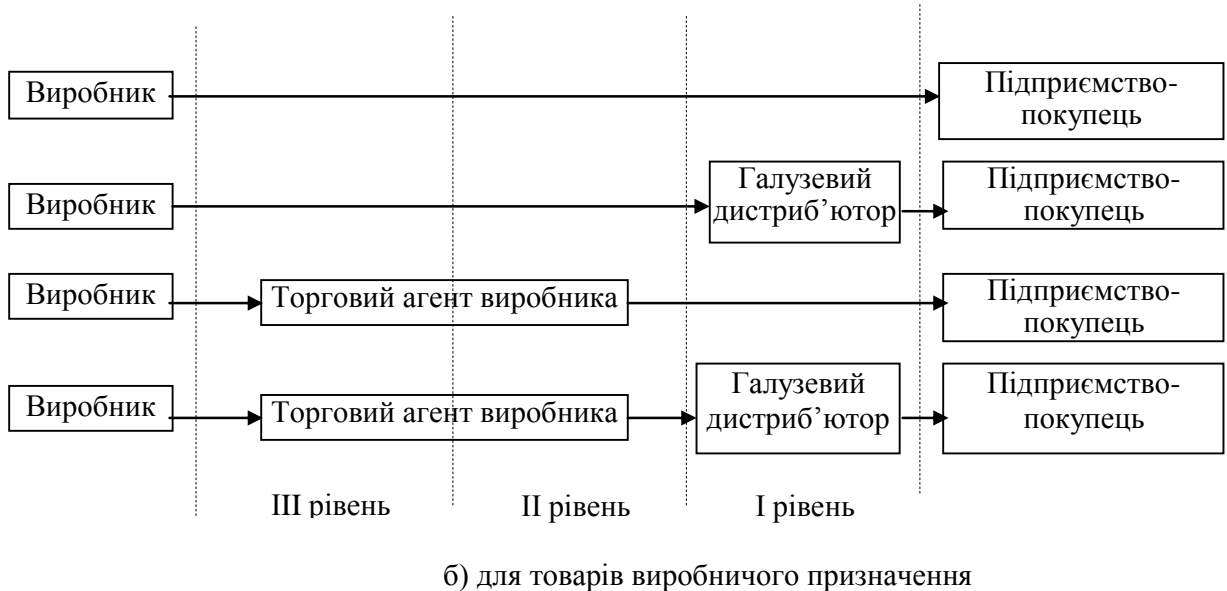 Виробник
Підприємство-
покупець
Виробник
Галузевий
дистриб’ютор
Підприємство-
покупець
Виробник
Торговий агент виробника
Підприємство-
покупець
Виробник
Торговий агент виробника
Галузевий
дистриб’ютор
Підприємство-
покупець
III рівень
II рівень
I рівень
б) для товарів виробничого призначення